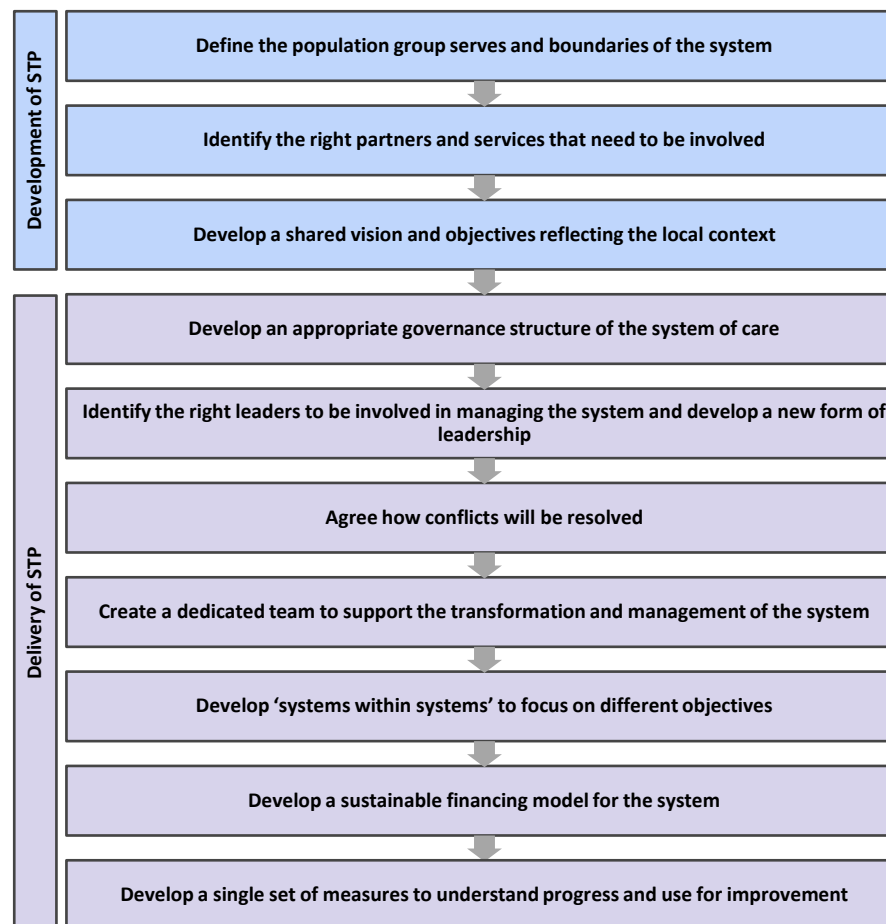 Development of STP
Define the population group serves and boundaries of the system
Identify the right partners and services that need to be involved
Develop a shared vision and objectives reflecting the local context
Delivery of STP
Develop an appropriate governance structure of the system of care
Identify the right leaders to be involved in managing the system and develop a new form of
leadership
Agree how conflicts will be resolved
Create a dedicated team to support the transformation and management of the system
Develop ‘systems within systems’ to focus on different objectives
Develop a sustainable financing model for the system
Develop a single set of measures to understand progress and use for improvement